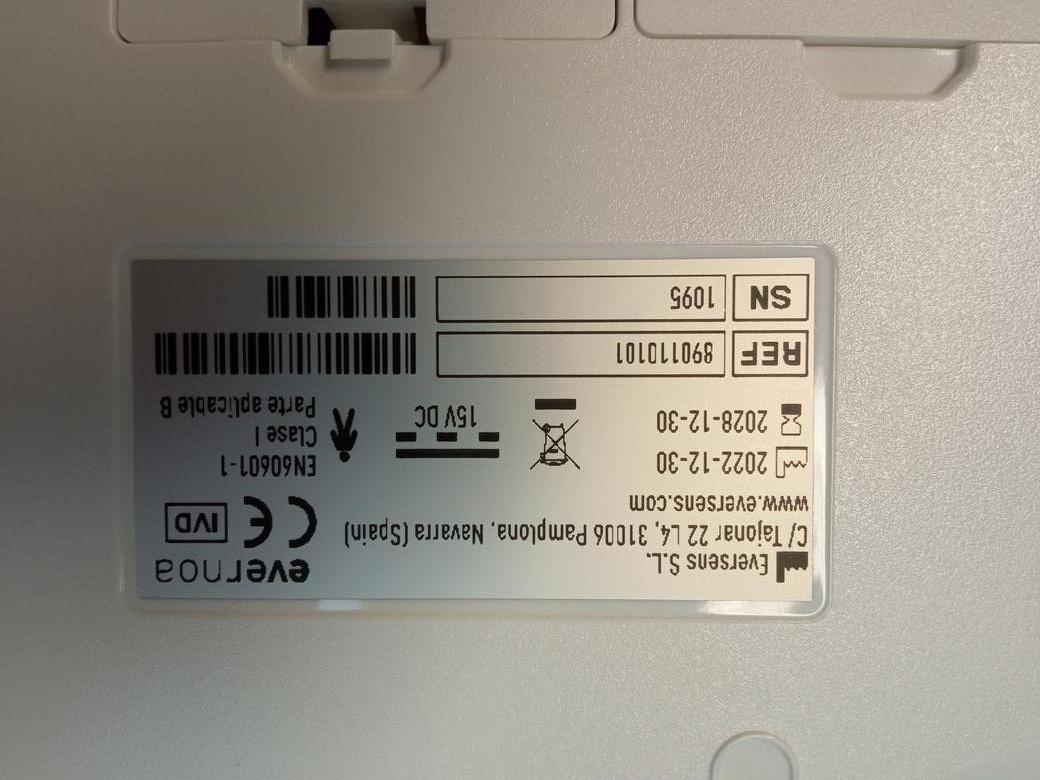 evernoa
Eversens S.L.
C/ Tajonar 22 L4, 31006 Pamplona, Navarra (Spain)
www.eversens.com
CE IVD
2022-12-30
2028-12-30
15V DC
EN60601-1
Clase I
Parte aplicable B
REF 890110101
SN 1095